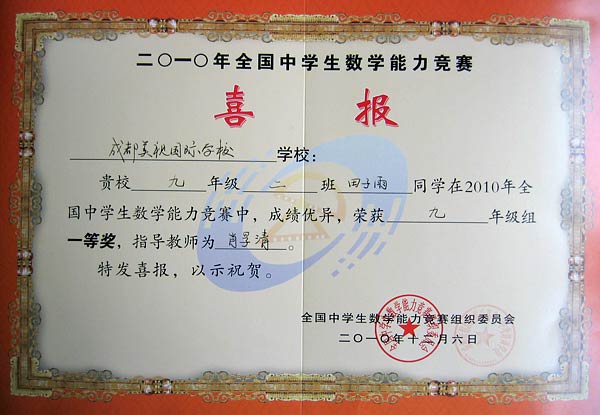 二〇一〇年全国中学生数学能力竞赛
喜 报
成都美视国际学校 学校：
贵校 九 年级 二 班 田子雨 同学在2010年全
国中学生数学能力竞赛中，成绩优异，荣获 九 年级组
一等奖，指导教师为 肖子清 。
特发喜报，以示祝贺。
全国中学生数学能力竞赛组织委员会
二〇一〇年十二月六日